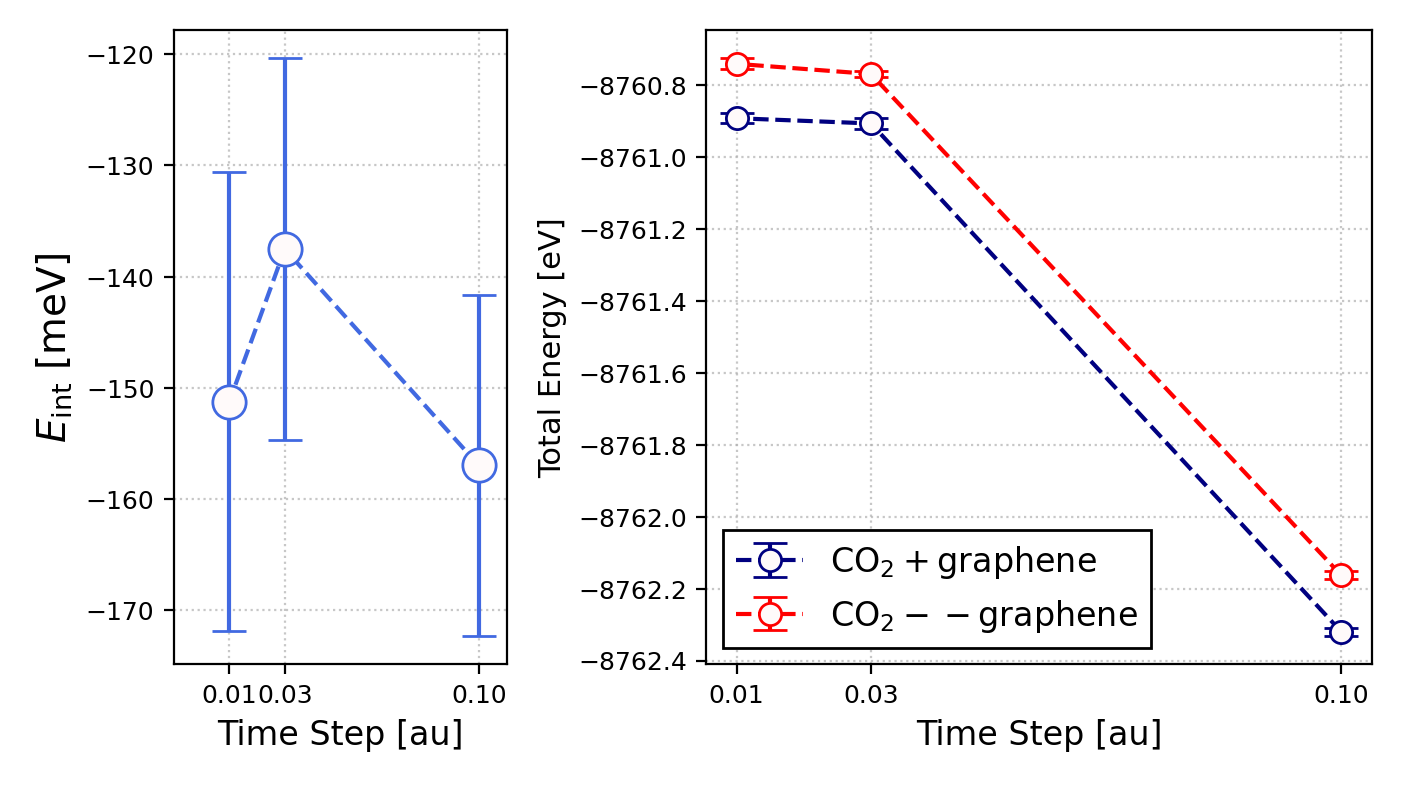 −120
−130
−140
−150
−160
−170
E_int [meV]
0.01 0.03 0.10
Time Step [au]
−8760.8
−8761.0
−8761.2
−8761.4
−8761.6
−8761.8
−8762.0
−8762.2
−8762.4
Total Energy [eV]
CO₂ + graphene
CO₂ − − graphene
0.01 0.03 0.10
Time Step [au]